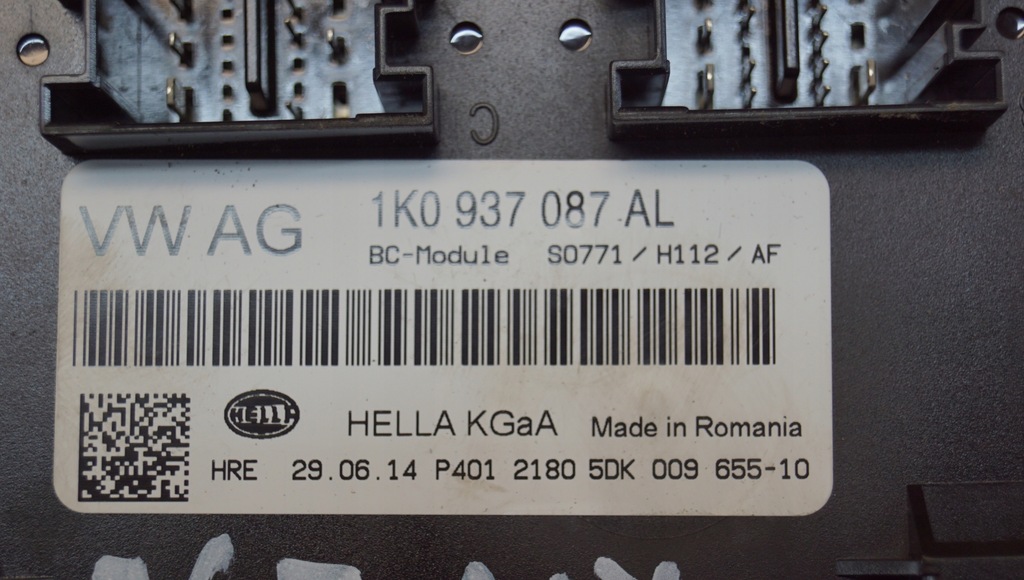 C
VW AG
1K0 937 087 AL
BC-Module S0771 / H112 / AF
HELLA
HELLA KGaA Made in Romania
HRE 29.06.14 P401 2180 5DK 009 655-10